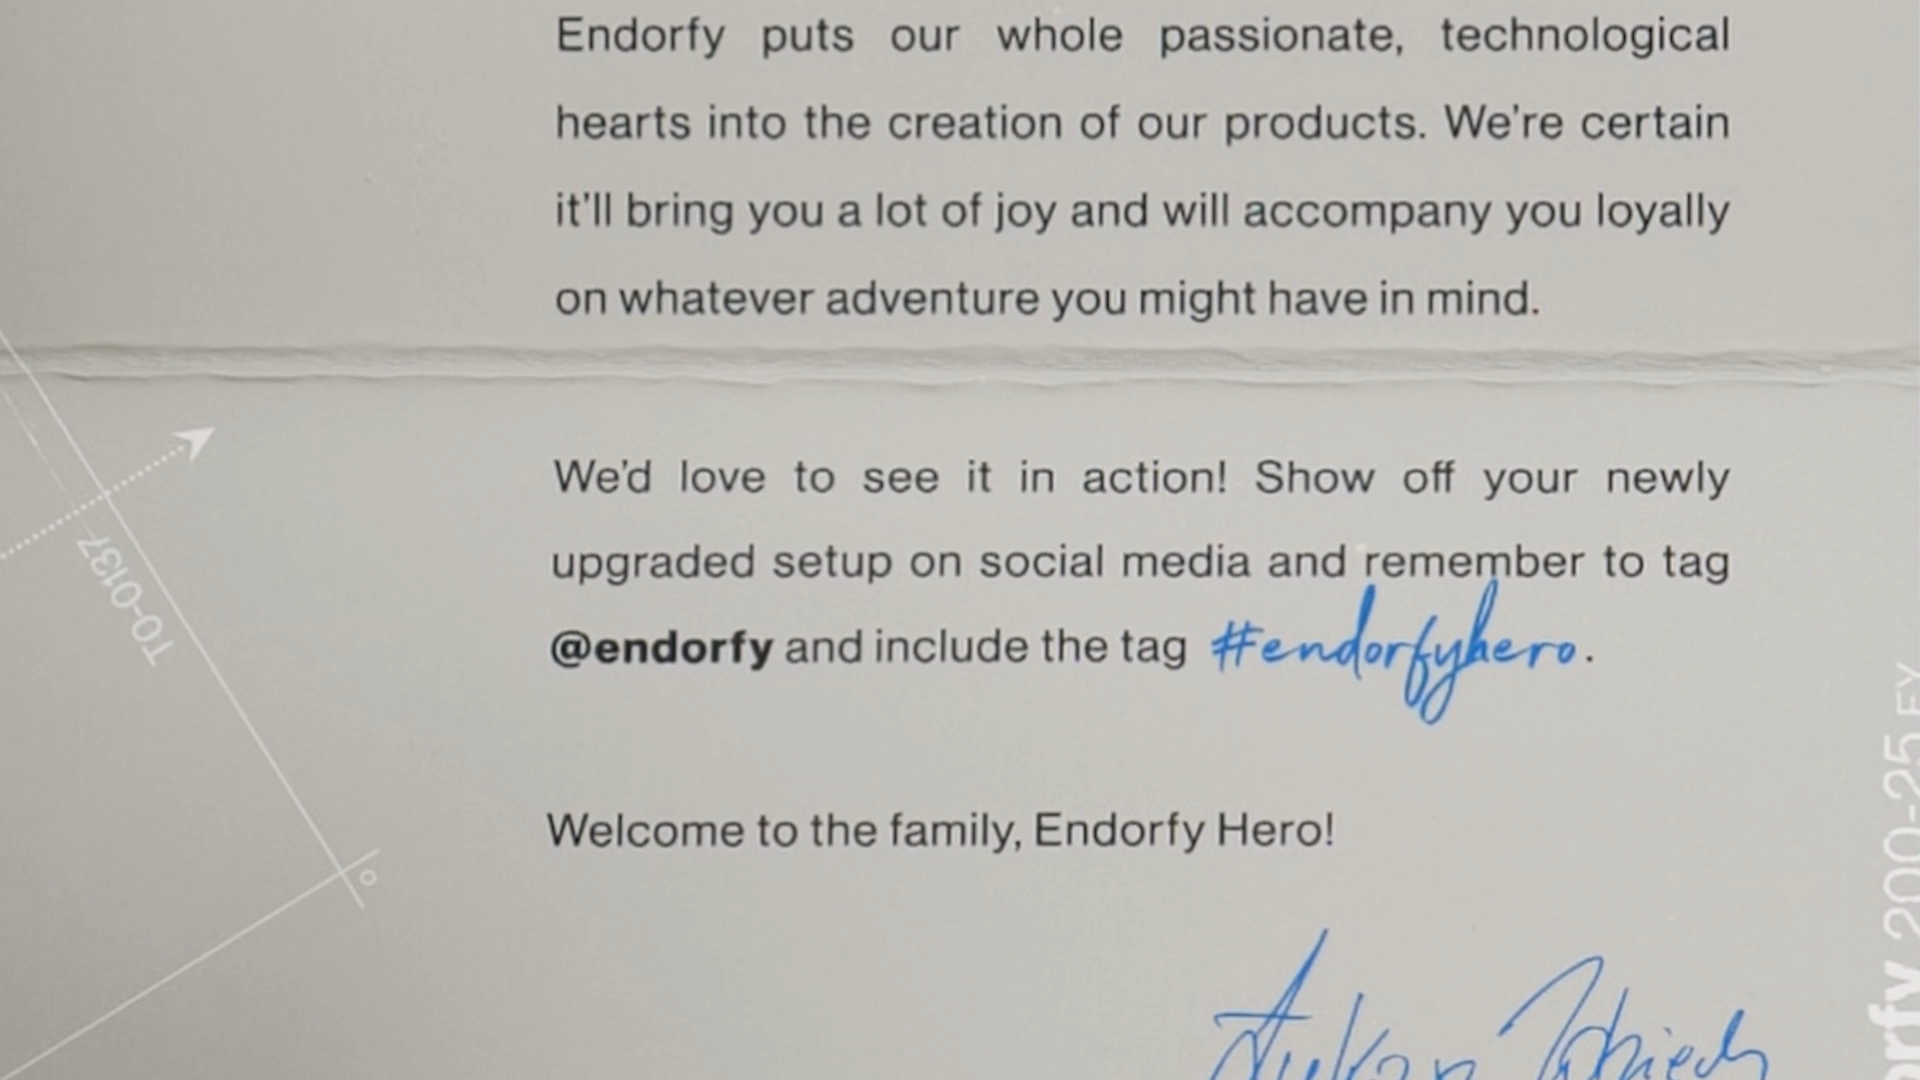 Endorfy puts our whole passionate, technological
hearts into the creation of our products. We're certain
it'll bring you a lot of joy and will accompany you loyally
on whatever adventure you might have in mind.
We'd love to see it in action! Show off your newly
upgraded setup on social media and remember to tag
@endorfy and include the tag #endorfyhero.
Welcome to the family, Endorfy Hero!
TO-0137
orfy 200-25 FY